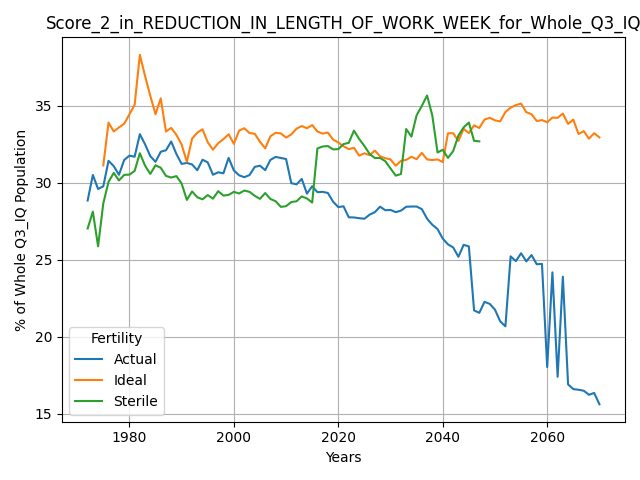 Score_2_in_REDUCTION_IN_LENGTH_OF_WORK_WEEK_for_Whole_Q3_IQ
% of Whole Q3_IQ Population
35
30
25
20
15
Fertility
Actual
Ideal
Sterile
1980
2000
2020
2040
2060
Years